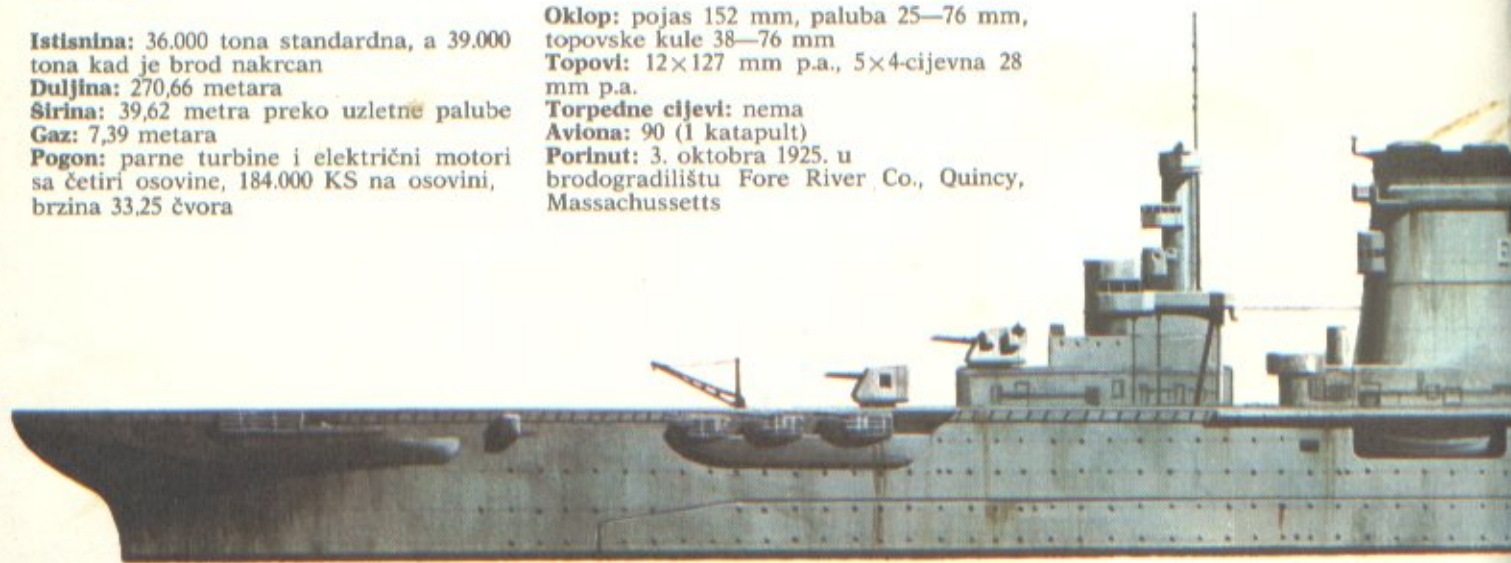 Istisnina: 36.000 tona standardna, a 39.000
tona kad je brod nakrcan
Duljina: 270,66 metara
Širina: 39,62 metra preko uzletne palube
Gaz: 7,39 metara
Pogon: parne turbine i električni motori
sa četiri osovine, 184.000 KS na osovini,
brzina 33,25 čvora
Oklop: pojas 152 mm, paluba 25—76 mm,
topovske kule 38—76 mm
Topovi: 12×127 mm p.a., 5×4-cijevna 28
mm p.a.
Torpedne cijevi: nema
Aviona: 90 (1 katapult)
Porinut: 3. oktobra 1925. u
brodogradilištu Fore River Co., Quincy,
Massachussetts